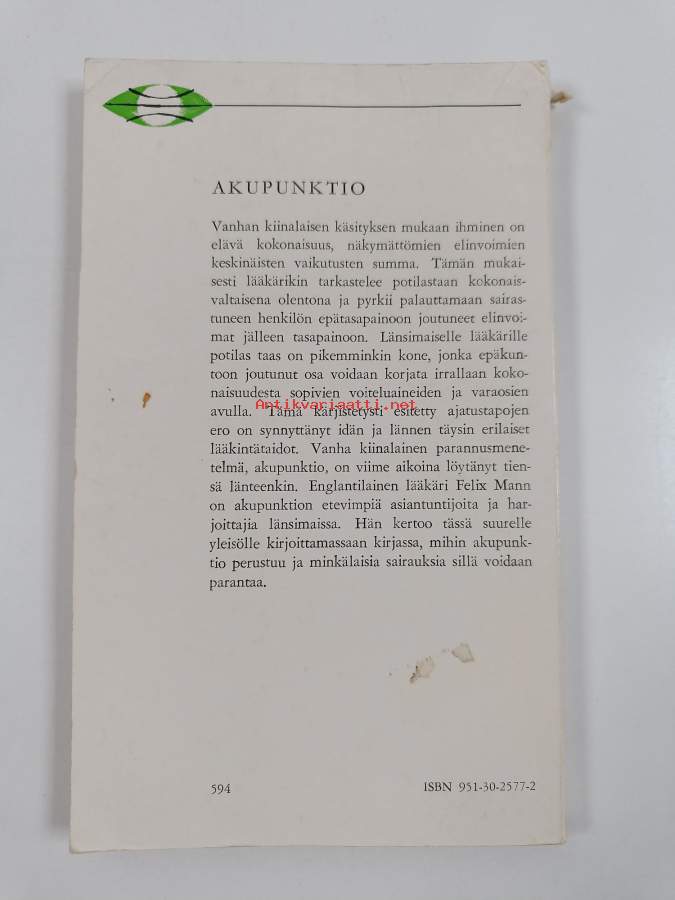 AKUPUNKTIO
Vanhan kiinalaisen käsityksen mukaan ihminen on
elävä kokonaisuus, näkymättömien elinvoimien
keskinäisten vaikutusten summa. Tämän mukai-
sesti lääkärikin tarkastelee potilastaan kokonais-
valtaisena olentona ja pyrkii palauttamaan sairas-
tuneen henkilön epätasapainoon joutuneet elinvoi-
mat jälleen tasapainoon. Länsimaiselle lääkärille
potilas taas on pikemminkin kone, jonka epäkun-
toon joutunut osa voidaan korjata irrallaan koko-
naisuudesta sopivien voiteluaineiden ja varaosien
avulla. Tämä kärjistetysti esitetty ajatustapojen
Antikvariaatti.net
ero on synnyttänyt idän ja lännen täysin erilaiset
lääkintätaidot. Vanha kiinalainen parannusmene-
telmä, akupunktio, on viime aikoina löytänyt tien-
sä länteenkin. Englantilainen lääkäri Felix Mann
on akupunktion etevimpiä asiantuntijoita ja har-
joittajia länsimaissa. Hän kertoo tässä suurelle
yleisölle kirjoittamassaan kirjassa, mihin akupunk-
tio perustuu ja minkälaisia sairauksia sillä voidaan
parantaa.
594
ISBN 951-30-2577-2